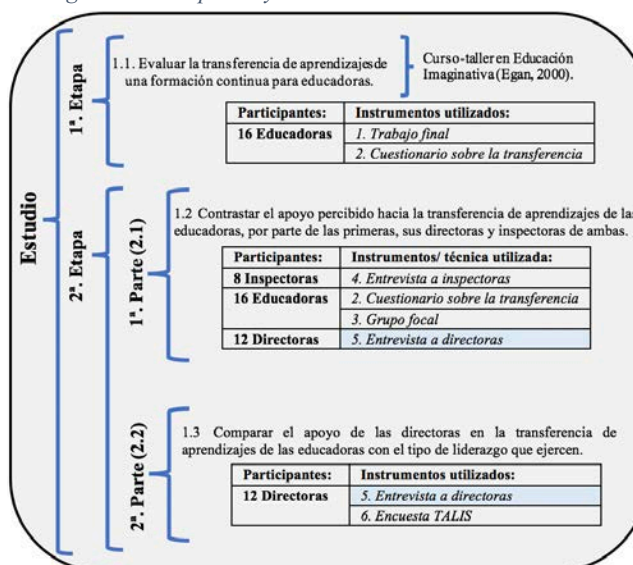 Estudio
1ª. Etapa
1.1. Evaluar la transferencia de aprendizajes de
una formación continua para educadoras.
Curso-taller en Educación
Imaginativa (Egan, 2000).
Participantes: Instrumentos utilizados:
16 Educadoras 1. Trabajo final
2. Cuestionario sobre la transferencia
2ª. Etapa
1ª. Parte (2.1)
1.2 Contrastar el apoyo percibido hacia la transferencia de aprendizajes de las
educadoras, por parte de las primeras, sus directoras y inspectoras de ambas.
Participantes: Instrumentos/ técnica utilizada:
8 Inspectoras 4. Entrevista a inspectoras
16 Educadoras 2. Cuestionario sobre la transferencia
3. Grupo focal
12 Directoras 5. Entrevista a directoras
2ª. Parte (2.2)
1.3 Comparar el apoyo de las directoras en la transferencia de
aprendizajes de las educadoras con el tipo de liderazgo que ejercen.
Participantes: Instrumentos utilizados:
12 Directoras 5. Entrevista a directoras
6. Encuesta TALIS